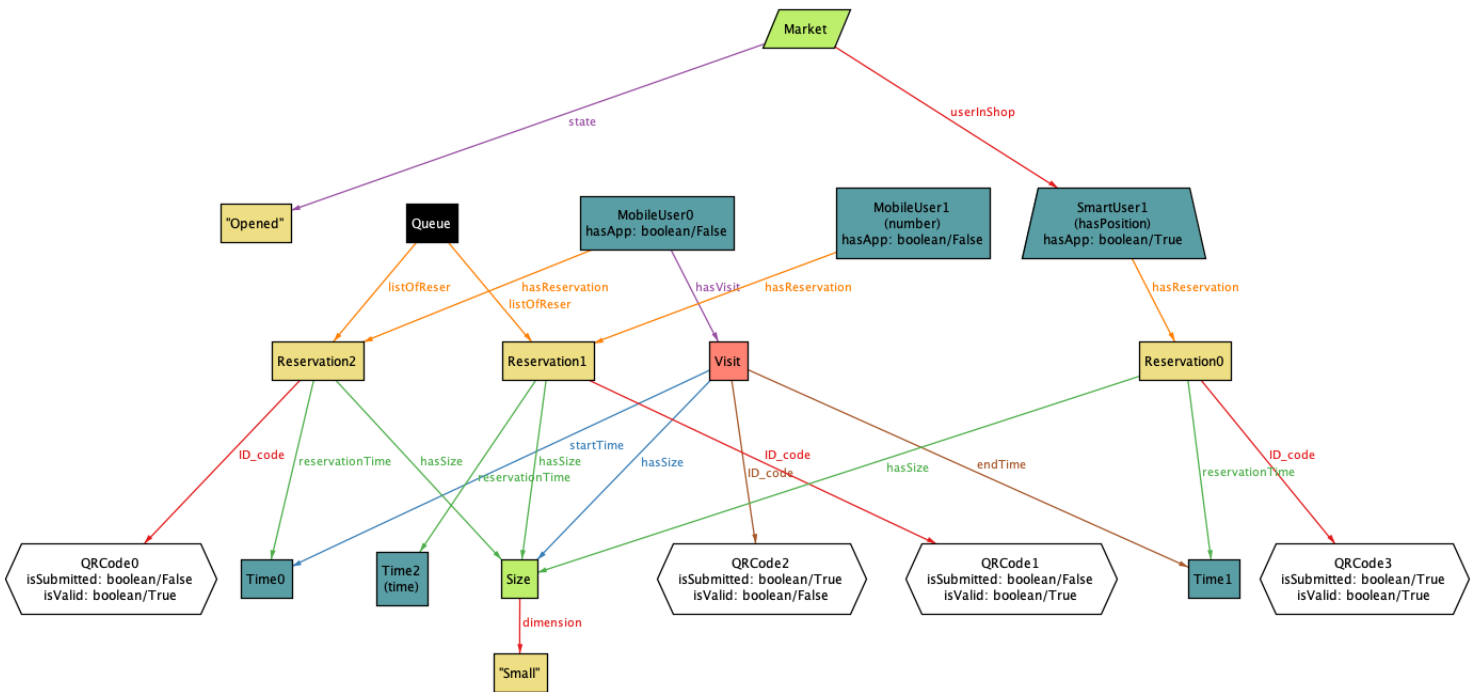 Market
userInShop
state
"Opened"
Queue
MobileUser0
hasApp: boolean/False
MobileUser1
(number)
hasApp: boolean/False
SmartUser1
(hasPosition)
hasApp: boolean/True
listOfReser
hasReservation
listOfReser
hasVisit
hasReservation
hasReservation
Reservation2
Reservation1
Visit
Reservation0
ID_code
reservationTime
hasSize
hasSize
reservationTime
startTime
hasSize
ID_code
ID_code
endTime
hasSize
reservationTime
ID_code
QRCode0
isSubmitted: boolean/False
isValid: boolean/True
Time0
Time2
(time)
Size
QRCode2
isSubmitted: boolean/True
isValid: boolean/False
QRCode1
isSubmitted: boolean/False
isValid: boolean/True
Time1
QRCode3
isSubmitted: boolean/True
isValid: boolean/True
dimension
"Small"